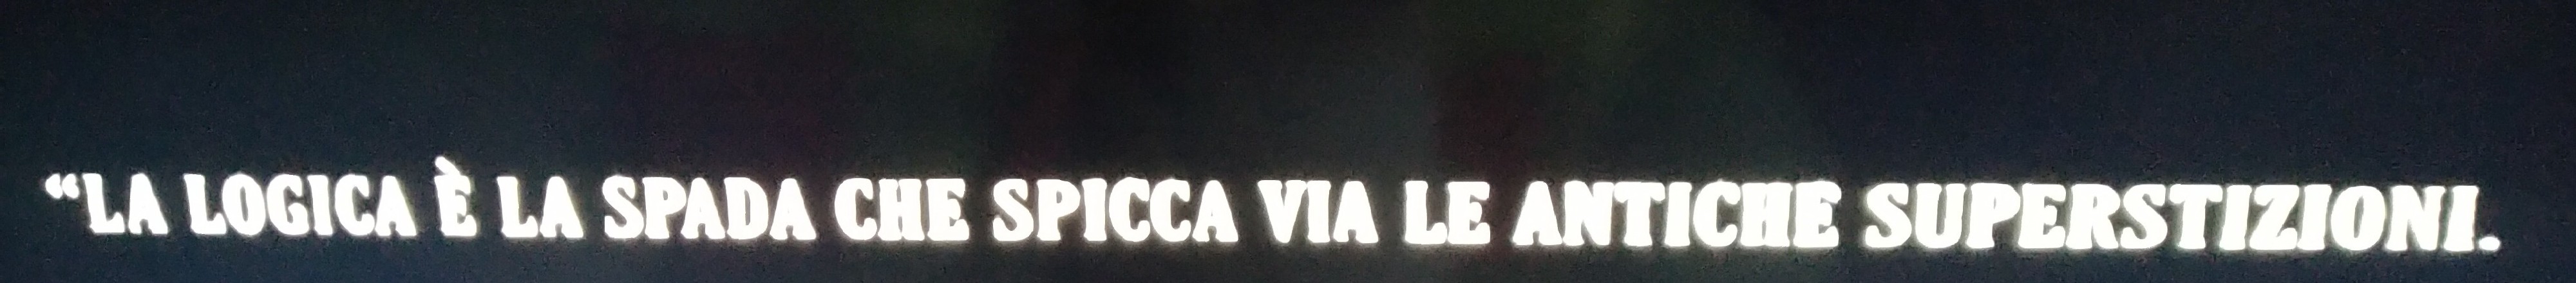 “LA LOGICA È LA SPADA CHE SPICCA VIA LE ANTICHE SUPERSTIZIONI.